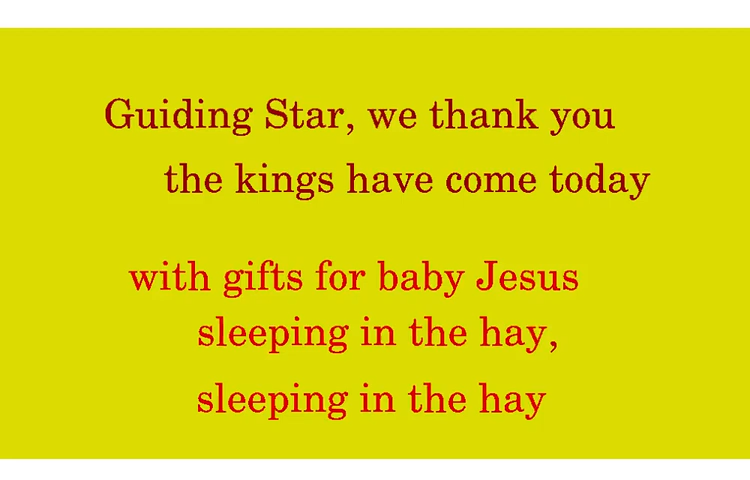 Guiding Star, we thank you
the kings have come today
with gifts for baby Jesus
sleeping in the hay,
sleeping in the hay